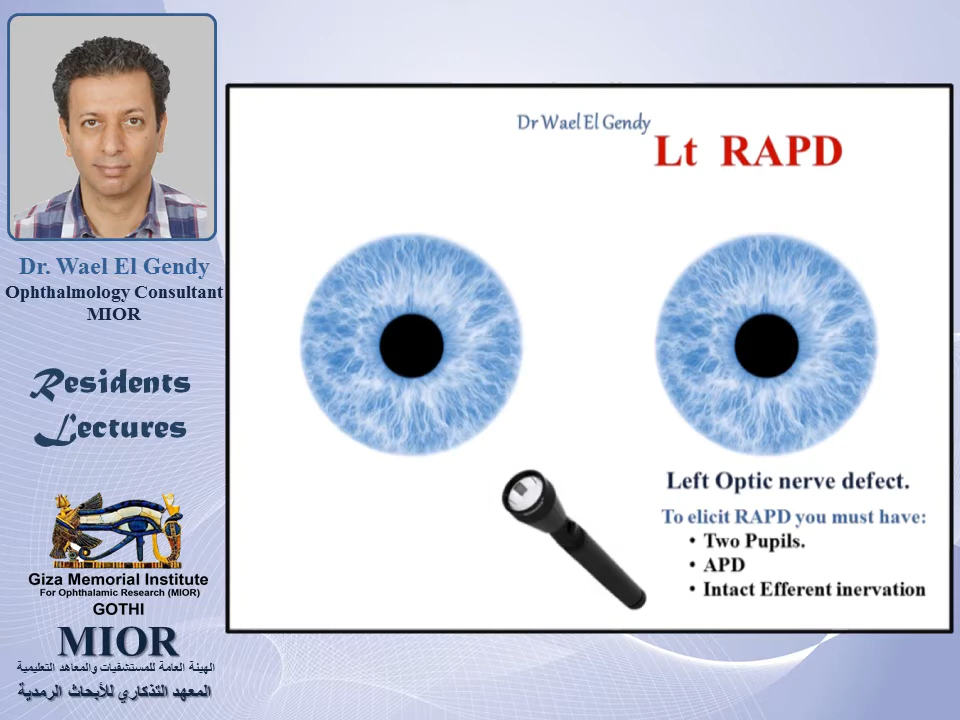 Dr. Wael El Gendy
Ophthalmology Consultant
MIOR
Residents
Lectures
Giza Memorial Institute
For Ophthalamic Research (MIOR)
GOTHI
MIOR
الهيئة العامة للمستشفيات والمعاهد التعليمية
المعهد التذكاري للأبحاث الرمدية
Dr Wael El Gendy
Lt RAPD
Left Optic nerve defect.
To elicit RAPD you must have:
• Two Pupils.
• APD
• Intact Efferent inervation